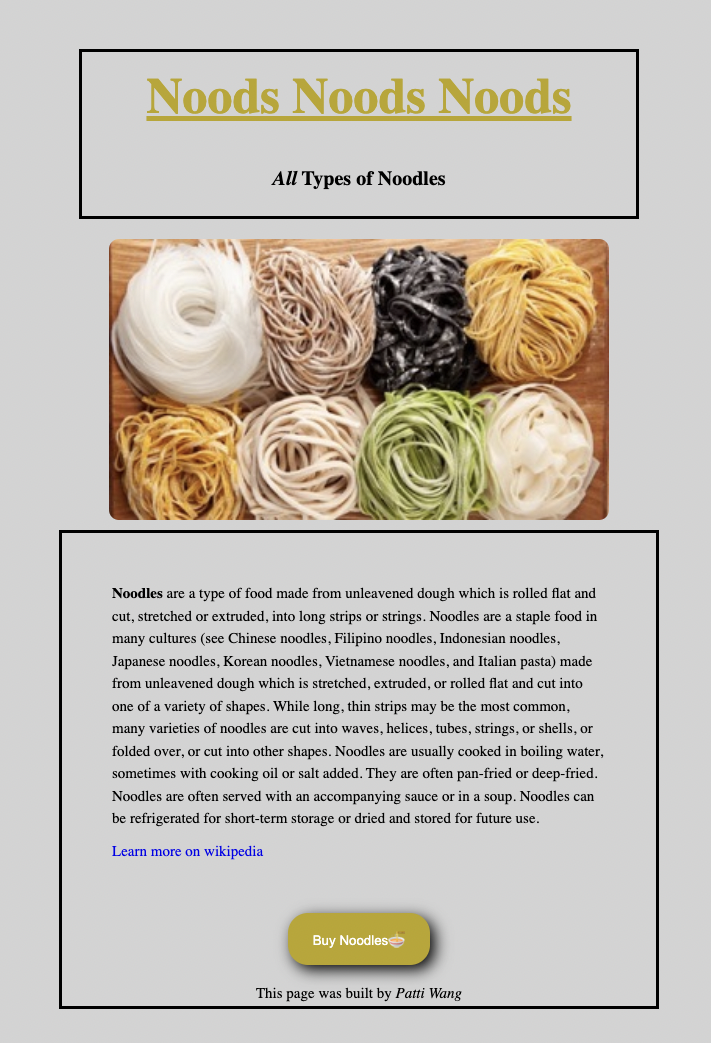 Noods Noods Noods
All Types of Noodles
Noodles are a type of food made from unleavened dough which is rolled flat and
cut, stretched or extruded, into long strips or strings. Noodles are a staple food in
many cultures (see Chinese noodles, Filipino noodles, Indonesian noodles,
Japanese noodles, Korean noodles, Vietnamese noodles, and Italian pasta) made
from unleavened dough which is stretched, extruded, or rolled flat and cut into
one of a variety of shapes. While long, thin strips may be the most common,
many varieties of noodles are cut into waves, helices, tubes, strings, or shells, or
folded over, or cut into other shapes. Noodles are usually cooked in boiling water,
sometimes with cooking oil or salt added. They are often pan-fried or deep-fried.
Noodles are often served with an accompanying sauce or in a soup. Noodles can
be refrigerated for short-term storage or dried and stored for future use.
Learn more on wikipedia
Buy Noodles🍜
This page was built by Patti Wang